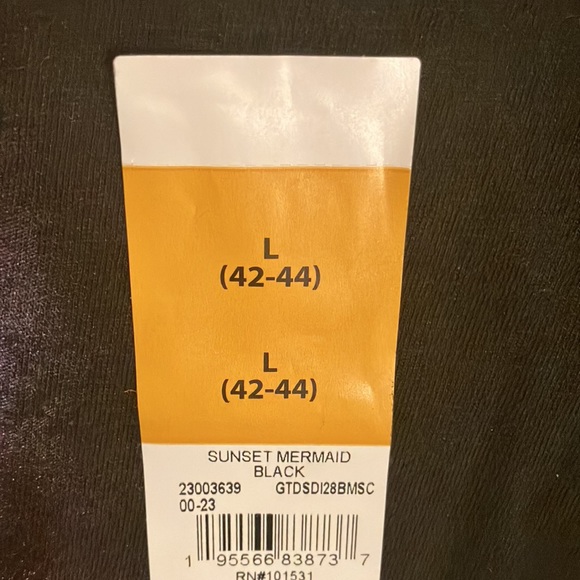 L
(42-44)
L
(42-44)
SUNSET MERMAID
BLACK
23003639 GTDSDI28BMSC
00-23
1 95566 83873 7
RN#101531